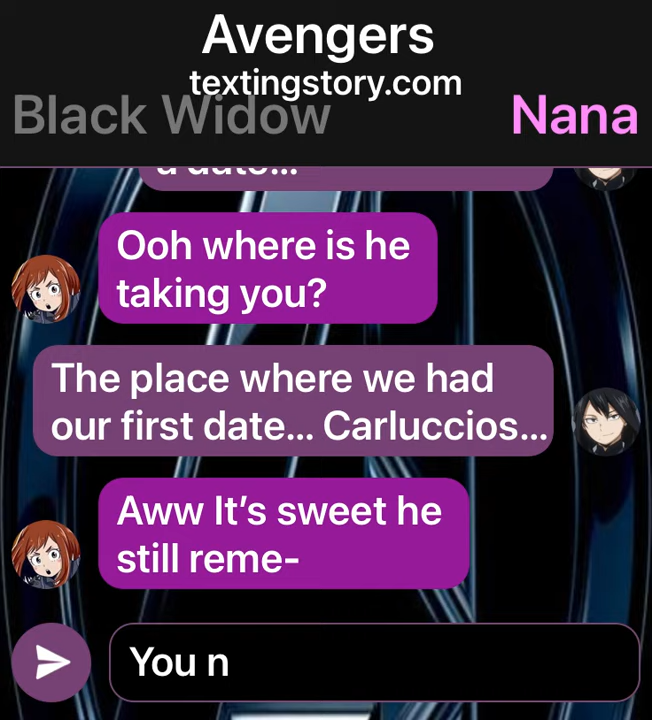 Avengers
textingstory.com
Black Widow
Nana
a date...
Ooh where is he
taking you?
The place where we had
our first date... Carluccios...
Aww It’s sweet he
still reme-
You n